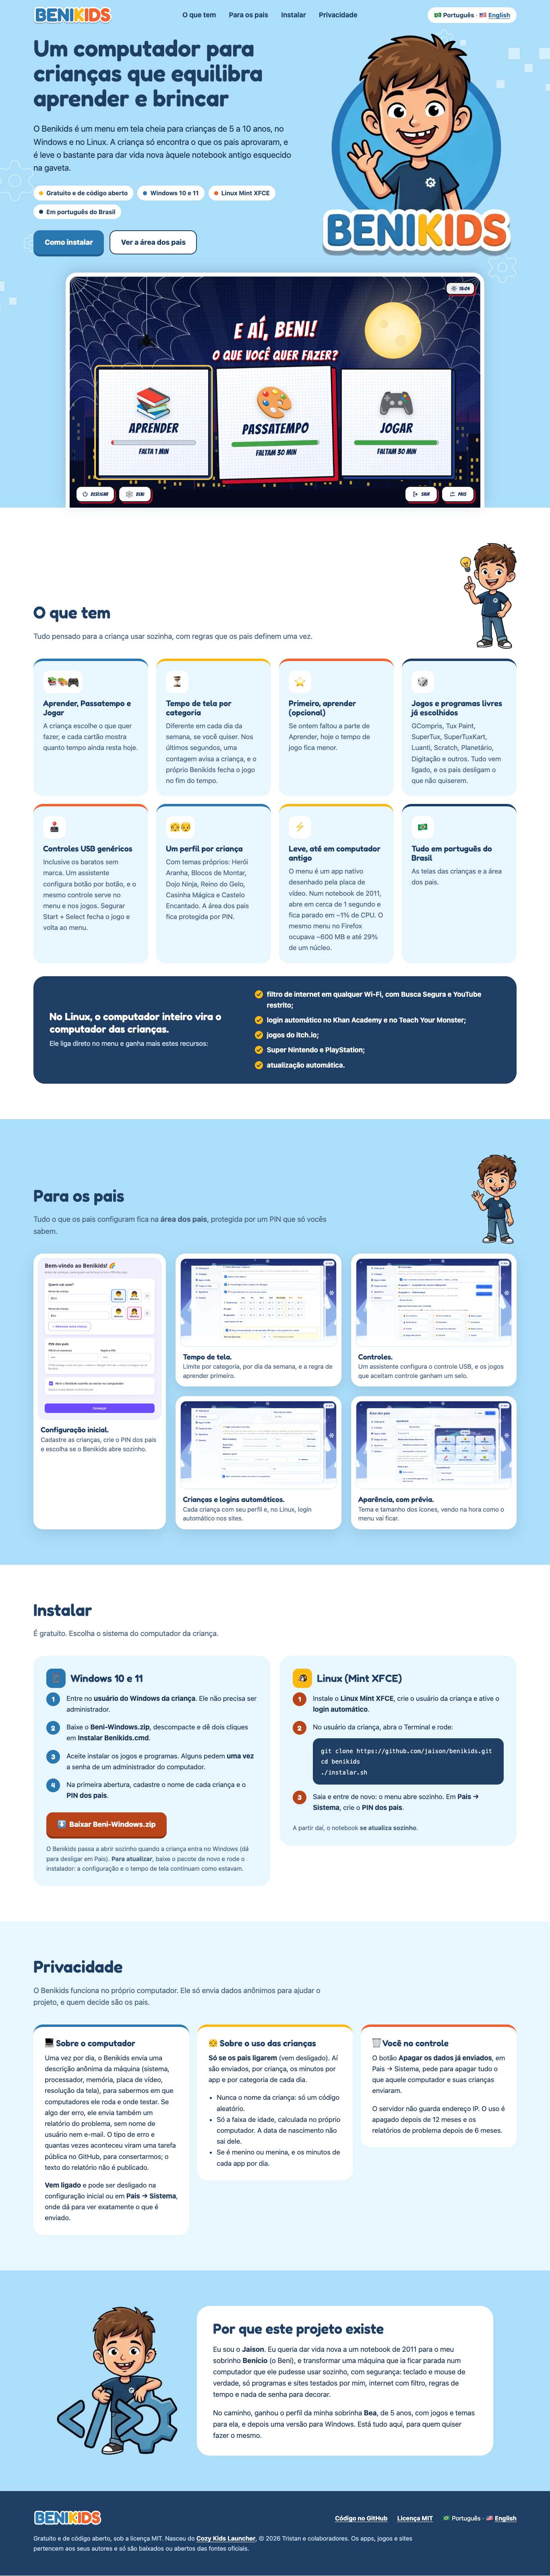 BENIKIDS
O que tem
Para os pais
Instalar
Privacidade
Português · English
Um computador para
crianças que equilibra
aprender e brincar
O Benikids é um menu em tela cheia para crianças de 5 a 10 anos, no
Windows e no Linux. A criança só encontra o que os pais aprovaram, e
é leve o bastante para dar vida nova àquele notebook antigo esquecido
na gaveta.
Gratuito e de código aberto
Windows 10 e 11
Linux Mint XFCE
Em português do Brasil
Como instalar
Ver a área dos pais
BENIKIDS
E AÍ, BENI!
O QUE VOCÊ QUER FAZER?
APRENDER
FALTA 1 MIN
PASSATEMPO
FALTAM 30 MIN
JOGAR
FALTAM 30 MIN
DESLIGAR
BENI
SAIR
PAIS
O que tem
Tudo pensado para a criança usar sozinha, com regras que os pais definem uma vez.
Aprender, Passatempo e
Jogar
A criança escolhe o que quer
fazer, e cada cartão mostra
quanto tempo ainda resta hoje.
Tempo de tela por
categoria
Diferente em cada dia da
semana, se você quiser. Nos
últimos segundos, uma
contagem avisa a criança, e o
próprio Benikids fecha o jogo
no fim do tempo.
Primeiro, aprender
(opcional)
Se ontem faltou a parte de
Aprender, hoje o tempo de
jogo fica menor.
Jogos e programas livres
já escolhidos
GCompris, Tux Paint,
SuperTux, SuperTuxKart,
Luanti, Scratch, Planetário,
Digitação e outros. Tudo vem
ligado, e os pais desligam o
que não quiserem.
Controles USB genéricos
Inclusive os baratos sem
marca. Um assistente
configura botão por botão, e o
mesmo controle serve no
menu e nos jogos. Segurar
Start + Select fecha o jogo e
volta ao menu.
Um perfil por criança
Com temas próprios: Herói
Aranha, Blocos de Montar,
Dojo Ninja, Reino do Gelo,
Casinha Mágica e Castelo
Encantado. A área dos pais
fica protegida por PIN.
Leve, até em computador
antigo
O menu é um app nativo
desenhado pela placa de
vídeo. Num notebook de 2011,
abre em cerca de 1 segundo e
fica parado em ~1% de CPU. O
mesmo menu no Firefox
ocupava ~600 MB e até 29%
de um núcleo.
Tudo em português do
Brasil
As telas das crianças e a área
dos pais.
No Linux, o computador inteiro vira o
computador das crianças.
Ele liga direto no menu e ganha mais estes recursos:
filtro de internet em qualquer Wi-Fi, com Busca Segura e YouTube
restrito;
login automático no Khan Academy e no Teach Your Monster;
jogos do itch.io;
Super Nintendo e PlayStation;
atualização automática.
Para os pais
Tudo o que os pais configuram fica na área dos pais, protegida por um PIN que só vocês
sabem.
Bem-vindo ao Benikids!
Configuração inicial.
Cadastre as crianças, crie o PIN dos pais
e escolha se o Benikids abre sozinho.
Tempo de tela.
Limite por categoria, por dia da semana, e a regra de
aprender primeiro.
Controles.
Um assistente configura o controle USB, e os jogos
que aceitam controle ganham um selo.
Crianças e logins automáticos.
Cada criança com seu perfil e, no Linux, login
automático nos sites.
Aparência, com prévia.
Tema e tamanho dos ícones, vendo na hora como o
menu vai ficar.
Instalar
É gratuito. Escolha o sistema do computador da criança.
Windows 10 e 11
1 Entre no usuário do Windows da criança. Ele não precisa ser
administrador.
2 Baixe o Beni-Windows.zip, descompacte e dê dois cliques
em Instalar Benikids.cmd.
3 Aceite instalar os jogos e programas. Alguns pedem uma vez
a senha de um administrador do computador.
4 Na primeira abertura, cadastre o nome de cada criança e o
PIN dos pais.
Baixar Beni-Windows.zip
O Benikids passa a abrir sozinho quando a criança entra no Windows (dá
para desligar em Pais). Para atualizar, baixe o pacote de novo e rode o
instalador: a configuração e o tempo de tela continuam como estavam.
Linux (Mint XFCE)
1 Instale o Linux Mint XFCE, crie o usuário da criança e ative o
login automático.
2 No usuário da criança, abra o Terminal e rode:
git clone https://github.com/jaison/benikids.git
cd benikids
./instalar.sh
3 Saia e entre de novo: o menu abre sozinho. Em Pais →
Sistema, crie o PIN dos pais.
A partir daí, o notebook se atualiza sozinho.
Privacidade
O Benikids funciona no próprio computador. Ele só envia dados anônimos para ajudar o
projeto, e quem decide são os pais.
Sobre o computador
Uma vez por dia, o Benikids envia uma
descrição anônima da máquina (sistema,
processador, memória, placa de vídeo,
resolução da tela), para sabermos em que
computadores ele roda e onde testar. Se
algo der erro, ele envia também um
relatório do problema, sem nome de
usuário nem e-mail. O tipo de erro e
quantas vezes aconteceu viram uma tarefa
pública no GitHub, para consertarmos; o
texto do relatório não é publicado.
Vem ligado e pode ser desligado na
configuração inicial ou em Pais → Sistema,
onde dá para ver exatamente o que é
enviado.
Sobre o uso das crianças
Só se os pais ligarem (vem desligado). Aí
são enviados, por criança, os minutos por
app e por categoria de cada dia.
• Nunca o nome da criança: só um código
aleatório.
• Só a faixa de idade, calculada no próprio
computador. A data de nascimento não
sai dele.
• Se é menino ou menina, e os minutos de
cada app por dia.
Você no controle
O botão Apagar os dados já enviados, em
Pais → Sistema, pede para apagar tudo o
que aquele computador e suas crianças
enviaram.
O servidor não guarda endereço IP. O uso é
apagado depois de 12 meses e os
relatórios de problema depois de 6 meses.
Por que este projeto existe
Eu sou o Jaison. Eu queria dar vida nova a um notebook de 2011 para o meu
sobrinho Benício (o Beni), e transformar uma máquina que ia ficar parada num
computador que ele pudesse usar sozinho, com segurança: teclado e mouse de
verdade, só programas e sites testados por mim, internet com filtro, regras de
tempo e nada de senha para decorar.
No caminho, ganhou o perfil da minha sobrinha Bea, de 5 anos, com jogos e temas
para ela, e depois uma versão para Windows. Está tudo aqui, para quem quiser
fazer o mesmo.
BENIKIDS
Código no GitHub
Licença MIT
Português · English
Gratuito e de código aberto, sob a licença MIT. Nasceu do Cozy Kids Launcher, © 2026 Tristan e colaboradores. Os apps, jogos e sites
pertencem aos seus autores e só são baixados ou abertos das fontes oficiais.